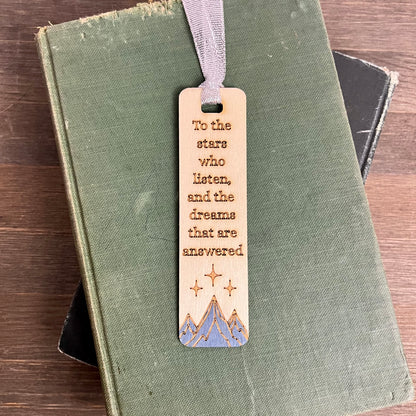 To the
stars
who
listen,
and the
dreams
that are
answered